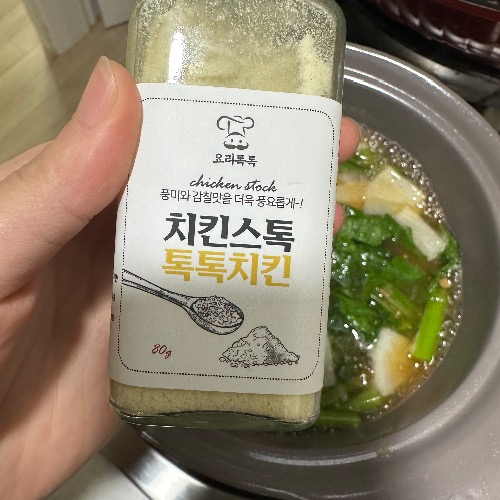 요리톡톡
chicken stock
풍미와 감칠맛을 더욱 풍요롭게~!
치킨스톡
톡톡치킨
80g